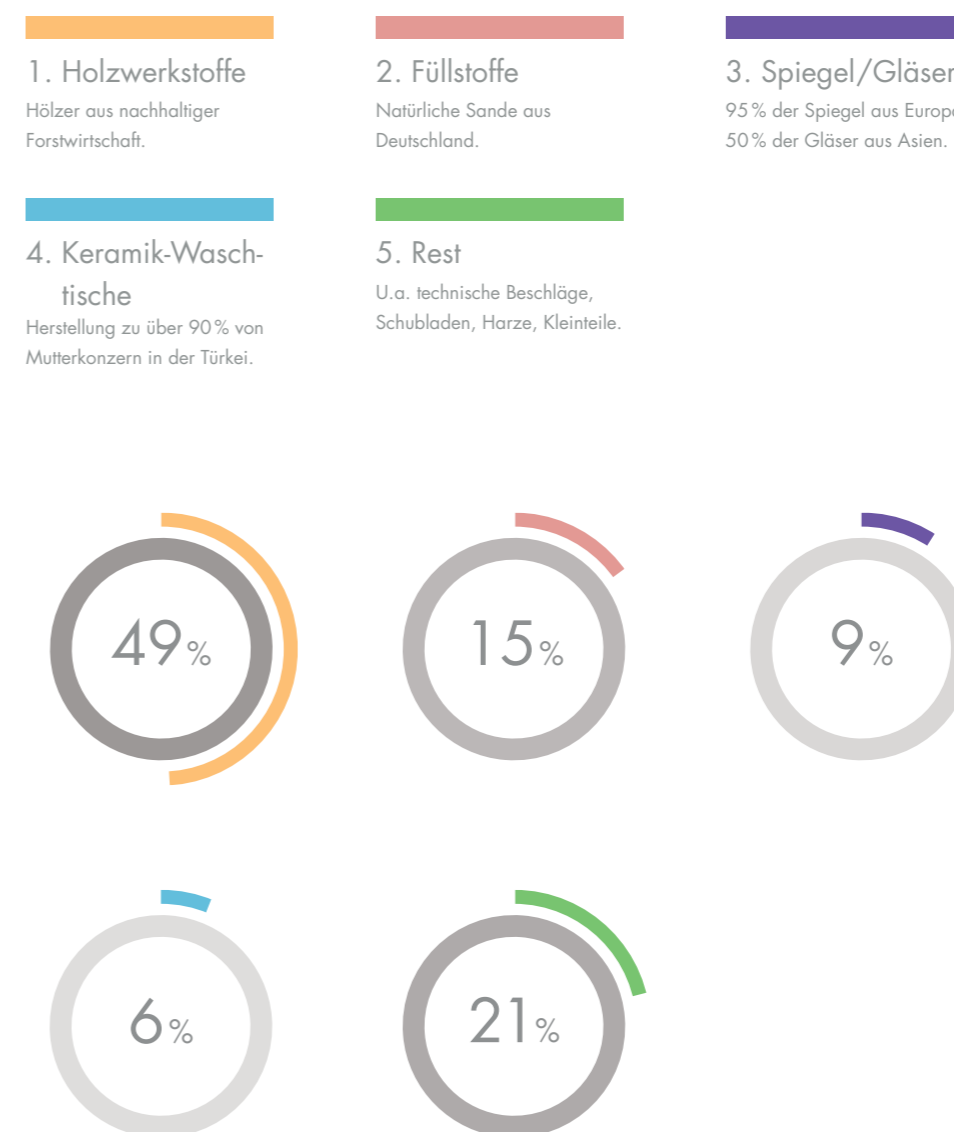 1. Holzwerkstoffe
Hölzer aus nachhaltiger
Forstwirtschaft.
2. Füllstoffe
Natürliche Sande aus
Deutschland.
3. Spiegel/Gläser
95 % der Spiegel aus Europa
50 % der Gläser aus Asien.
4. Keramik-Wasch-
tische
Herstellung zu über 90 % von
Mutterkonzern in der Türkei.
5. Rest
U.a. technische Beschläge,
Schubladen, Harze, Kleinteile.
49 %
15 %
9 %
6 %
21 %